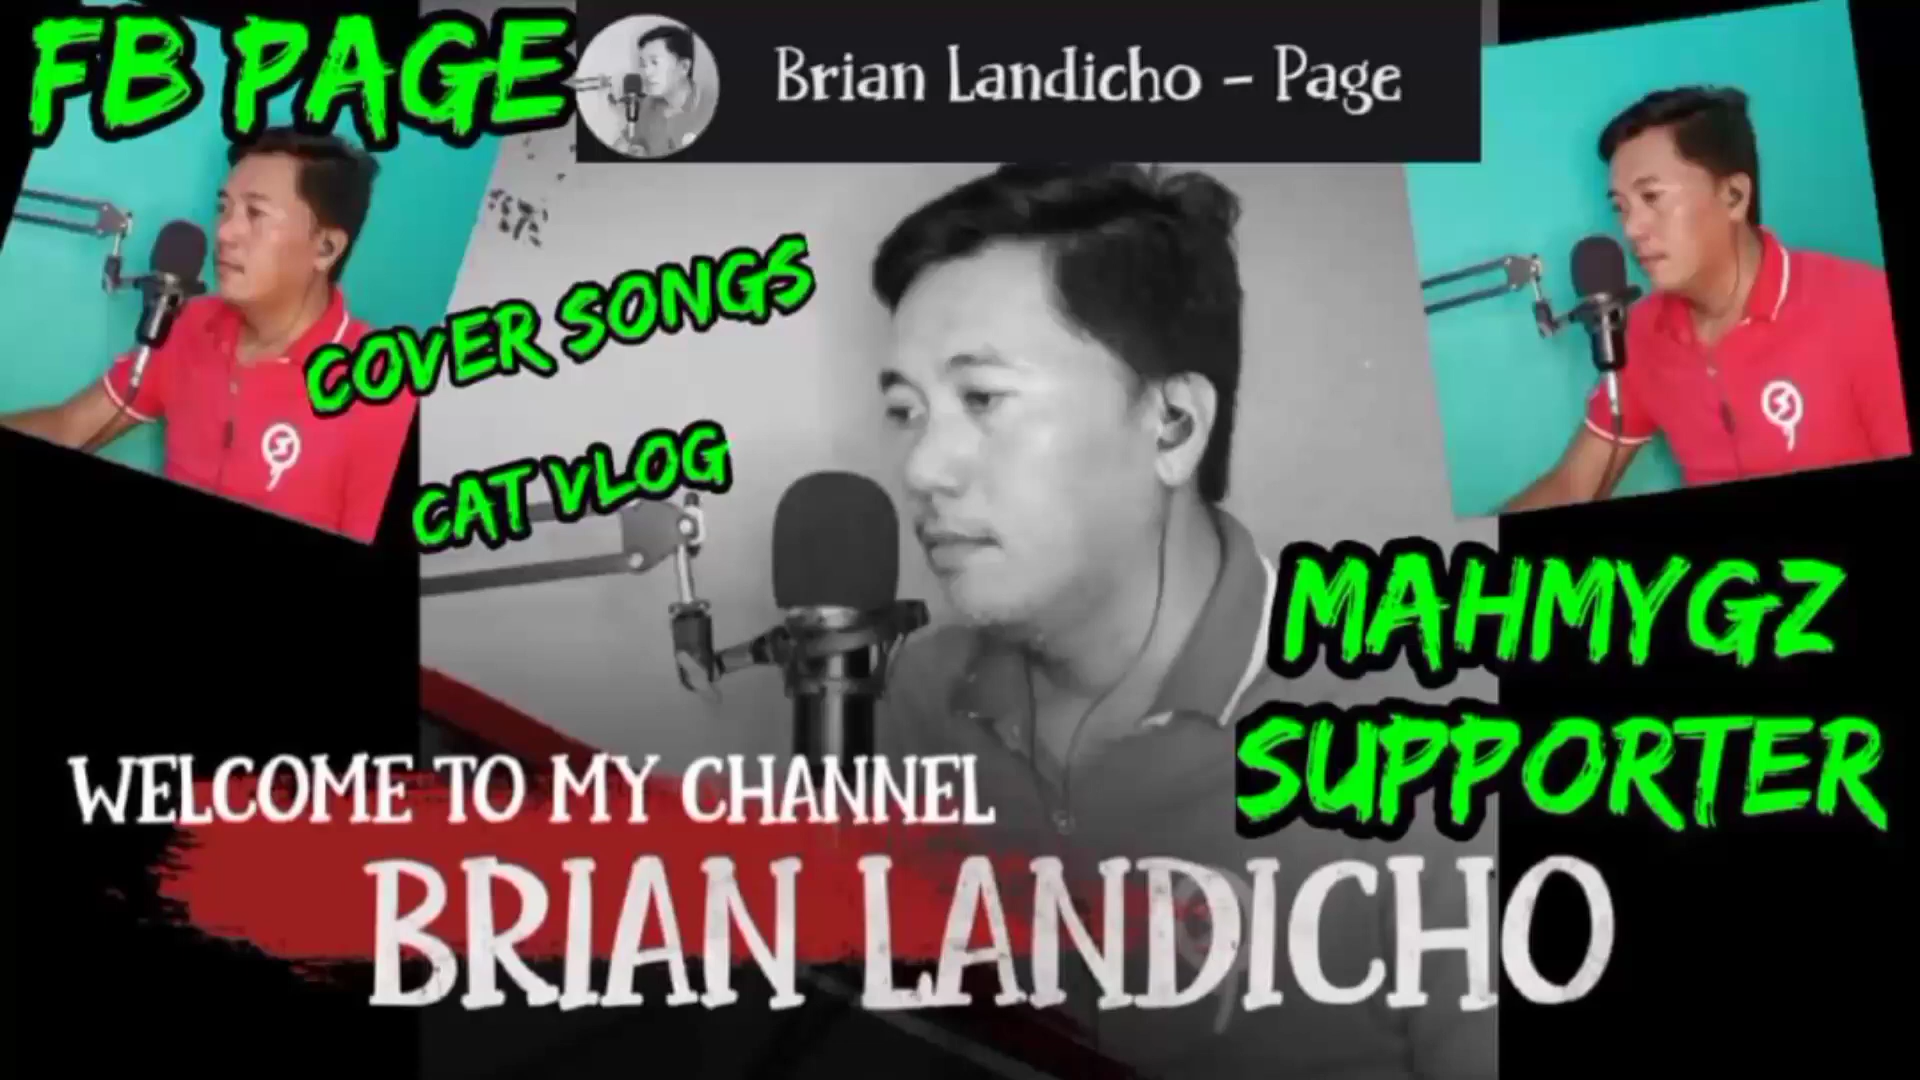 FB PAGE
Brian Landicho - Page
COVER SONGS
CAT VLOG
MAHMYGZ
SUPPORTER
WELCOME TO MY CHANNEL
BRIAN LANDICHO